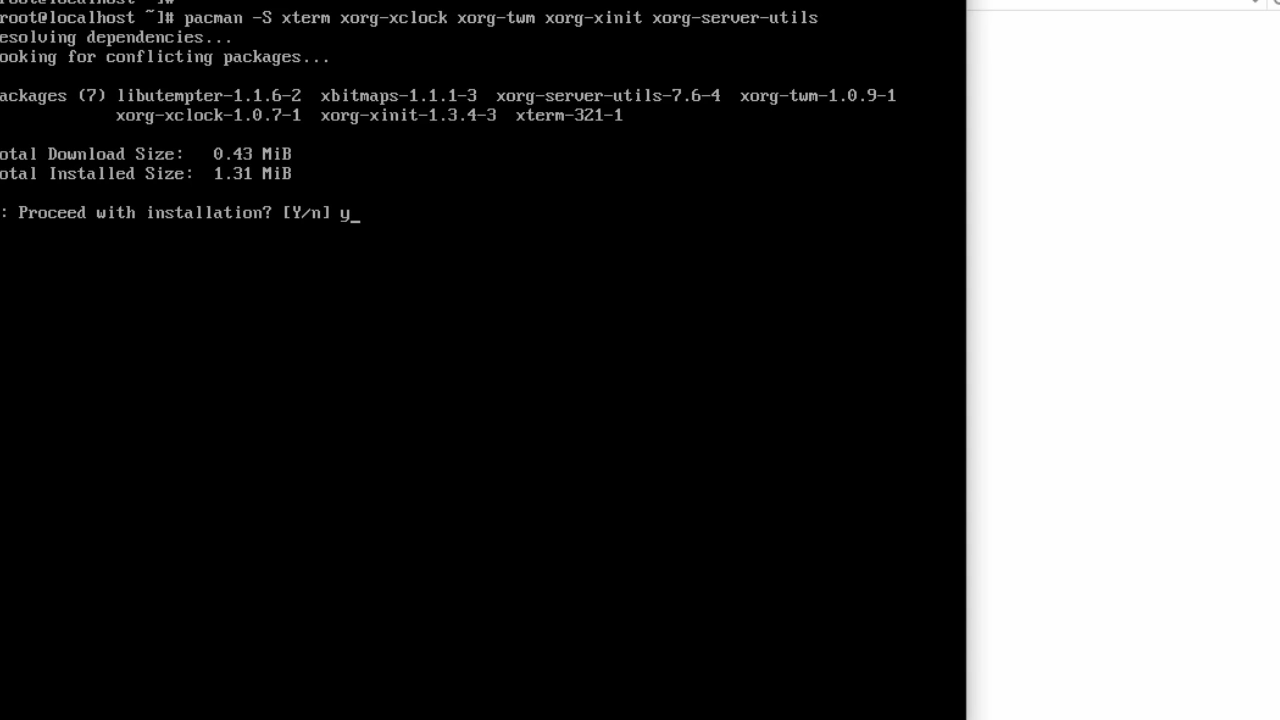 root@localhost ~]#
root@localhost ~]# pacman -S xterm xorg-xclock xorg-twm xorg-xinit xorg-server-utils
esolving dependencies...
ooking for conflicting packages...
ackages (7) libutempter-1.1.6-2  xbitmaps-1.1.1-3  xorg-server-utils-7.6-4  xorg-twm-1.0.9-1
xorg-xclock-1.0.7-1  xorg-xinit-1.3.4-3  xterm-321-1
otal Download Size:   0.43 MiB
otal Installed Size:  1.31 MiB
: Proceed with installation? [Y/n] y_